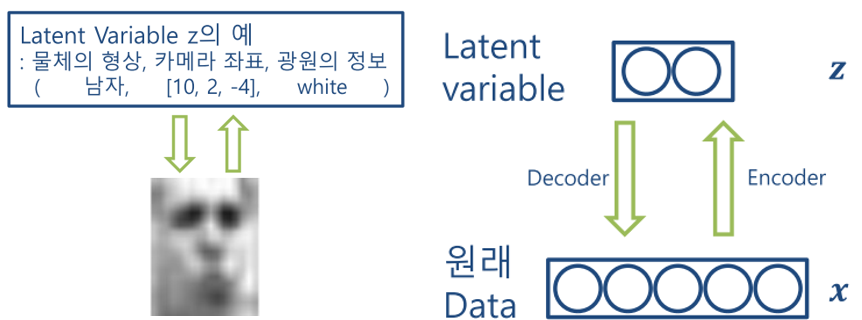 Latent Variable z의 예
: 물체의 형상, 카메라 좌표, 광원의 정보
( 남자, [10, 2, -4], white )
Latent
variable
z
Decoder
Encoder
원래
Data
x